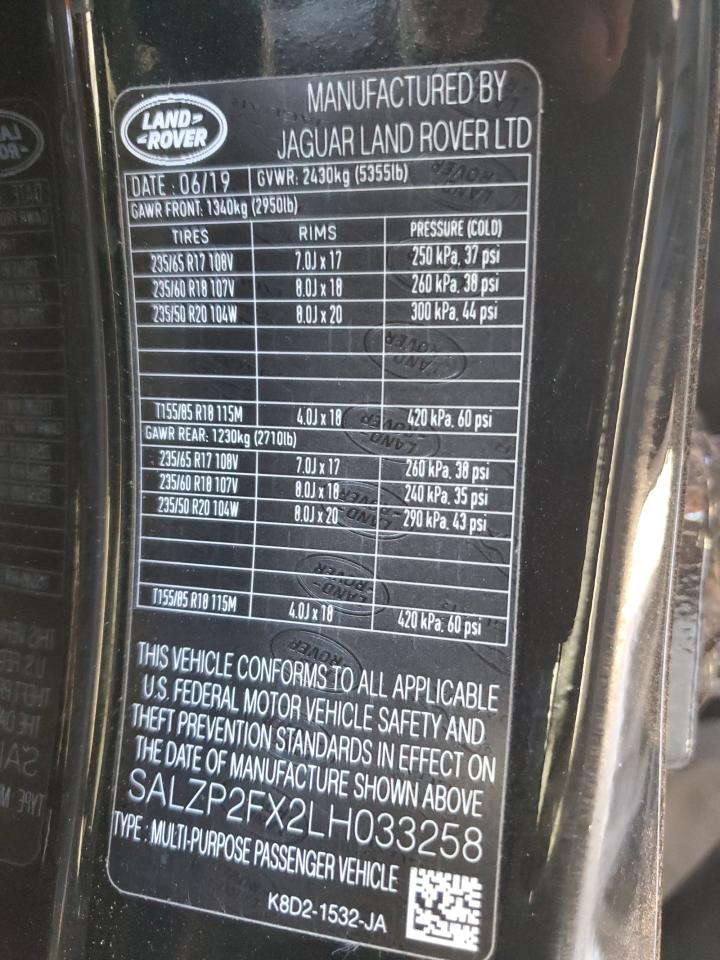 LAND-
-ROVER
MANUFACTURED BY
JAGUAR LAND ROVER LTD
DATE : 06/19 GVWR: 2430kg (5355lb)
GAWR FRONT: 1340kg (2950lb)
TIRES RIMS PRESSURE (COLD)
235/65 R17 108V 7.0J x 17 250 kPa, 37 psi
235/60 R18 107V 8.0J x 18 260 kPa, 38 psi
235/50 R20 104W 8.0J x 20 300 kPa, 44 psi
T155/85 R18 115M 4.0J x 18 420 kPa, 60 psi
GAWR REAR: 1230kg (2710lb)
235/65 R17 108V 7.0J x 17 260 kPa, 38 psi
235/60 R18 107V 8.0J x 18 240 kPa, 35 psi
235/50 R20 104W 8.0J x 20 290 kPa, 43 psi
T155/85 R18 115M 4.0J x 18 420 kPa, 60 psi
THIS VEHICLE CONFORMS TO ALL APPLICABLE
U.S. FEDERAL MOTOR VEHICLE SAFETY AND
THEFT PREVENTION STANDARDS IN EFFECT ON
THE DATE OF MANUFACTURE SHOWN ABOVE
SALZP2FX2LH033258
TYPE : MULTI-PURPOSE PASSENGER VEHICLE
K8D2-1532-JA